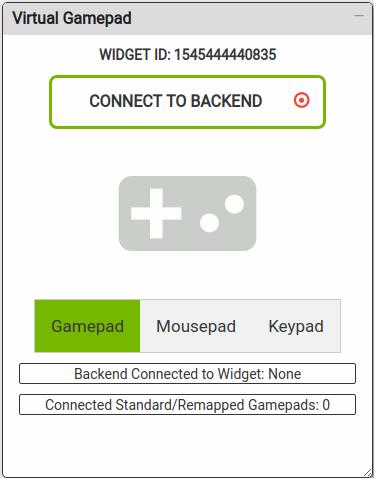 Virtual Gamepad
WIDGET ID: 1545444440835
CONNECT TO BACKEND
Gamepad Mousepad Keypad
Backend Connected to Widget: None
Connected Standard/Remapped Gamepads: 0